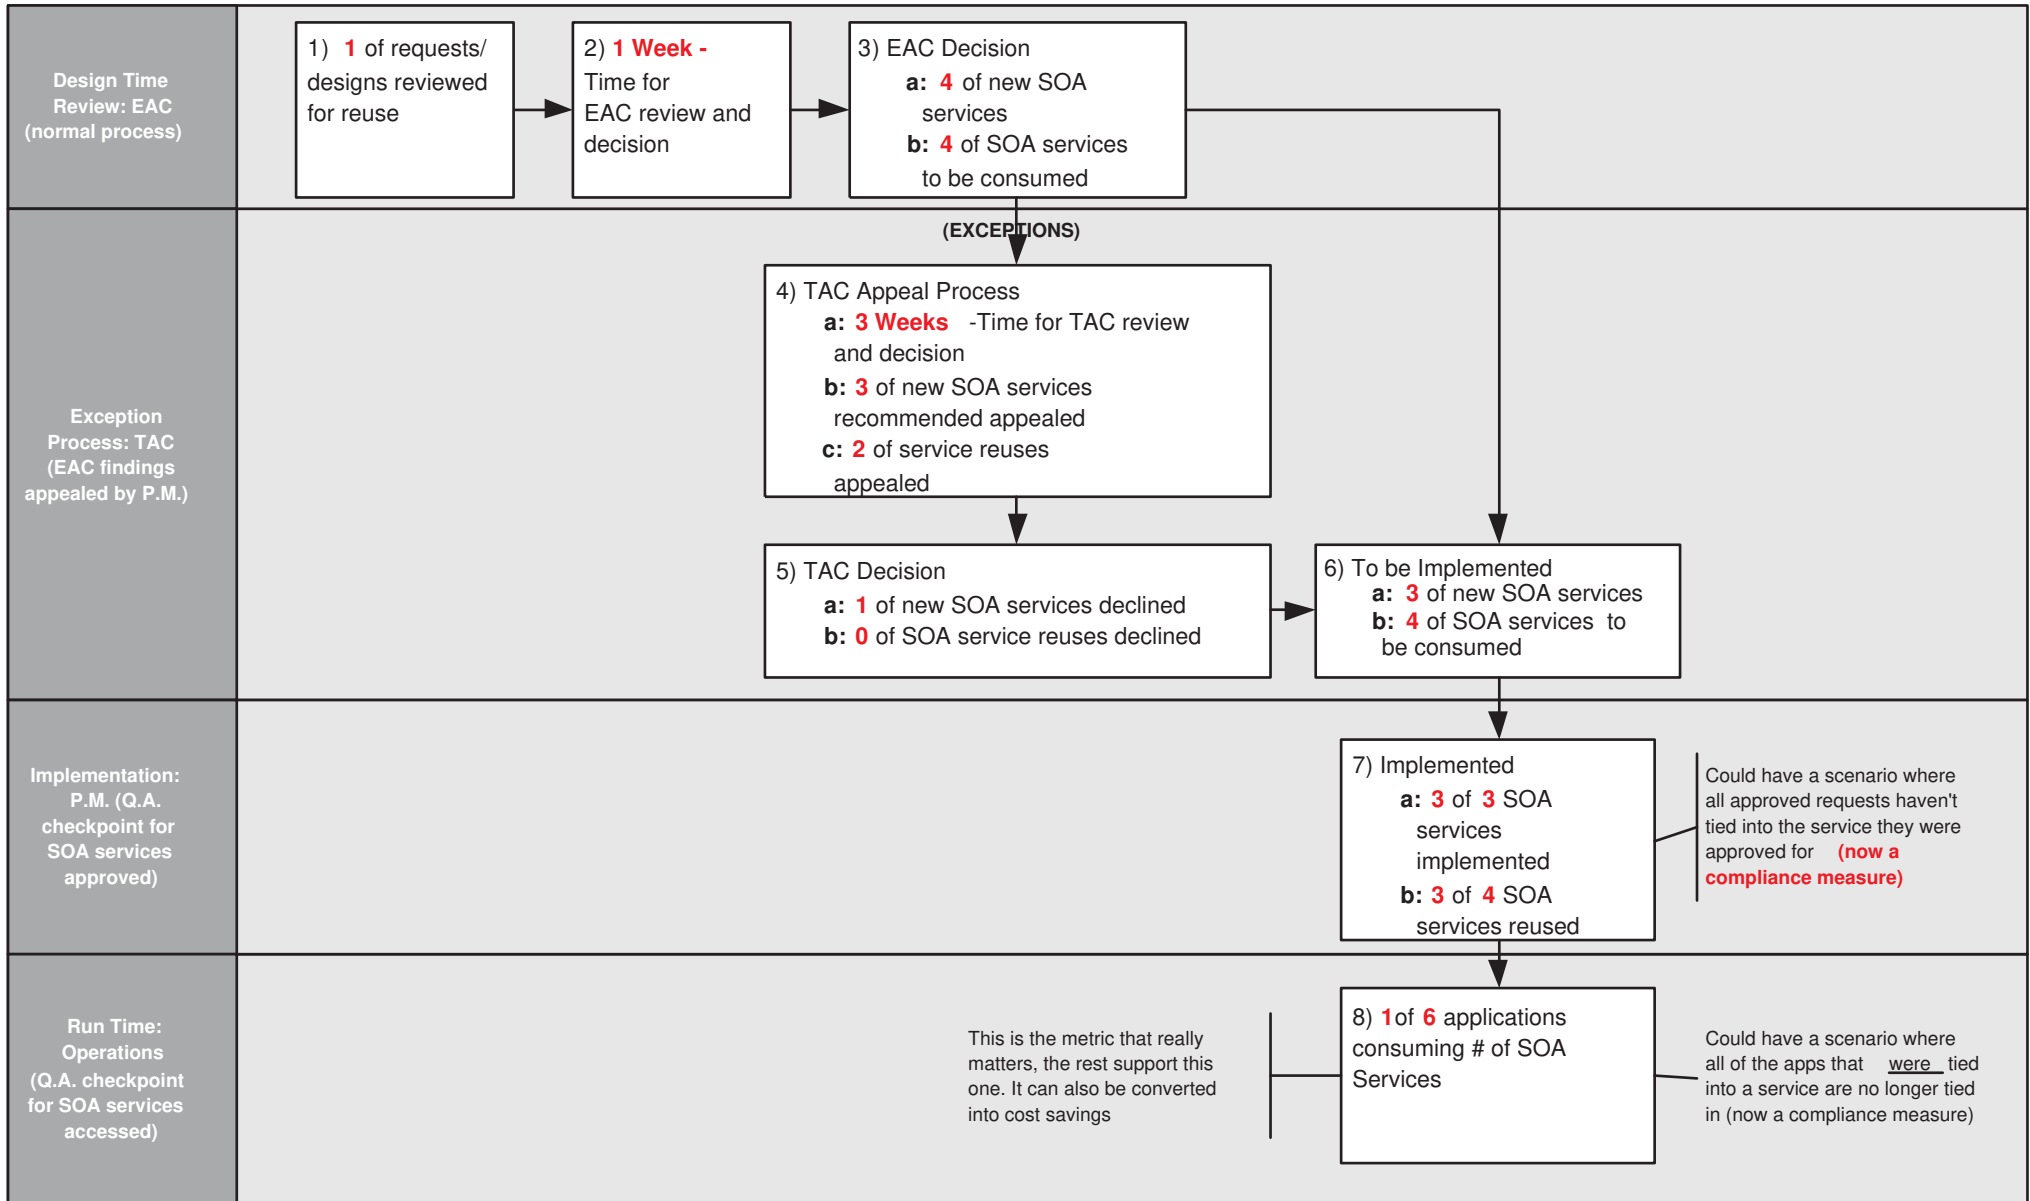 Design Time
Review: EAC
(normal process)
1) 1 of requests/
designs reviewed
for reuse
2) 1 Week -
Time for
EAC review and
decision
3) EAC Decision
a: 4 of new SOA
services
b: 4 of SOA services
to be consumed
Exception
Process: TAC
(EAC findings
appealed by P.M.)
(EXCEPTIONS)
4) TAC Appeal Process
a: 3 Weeks -Time for TAC review
and decision
b: 3 of new SOA services
recommended appealed
c: 2 of service reuses
appealed
5) TAC Decision
a: 1 of new SOA services declined
b: 0 of SOA service reuses declined
6) To be Implemented
a: 3 of new SOA services
b: 4 of SOA services to
be consumed
Implementation:
P.M. (Q.A.
checkpoint for
SOA services
approved)
7) Implemented
a: 3 of 3 SOA
services
implemented
b: 3 of 4 SOA
services reused
Could have a scenario where
all approved requests haven't
tied into the service they were
approved for (now a
compliance measure)
Run Time:
Operations
(Q.A. checkpoint
for SOA services
accessed)
This is the metric that really
matters, the rest support this
one. It can also be converted
into cost savings
8) 1of 6 applications
consuming # of SOA
Services
Could have a scenario where
all of the apps that were tied
into a service are no longer tied
in (now a compliance measure)